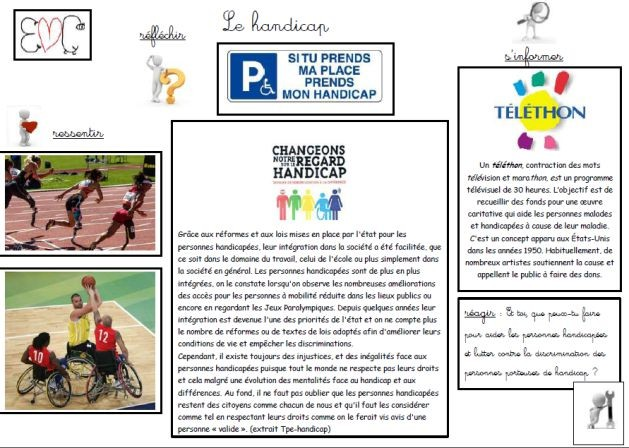 EMC
réfléchir
Le handicap
SI TU PRENDS
MA PLACE
PRENDS
MON HANDICAP
P
s'informer
TÉLÉTHON
Un téléthon, contraction des mots
télévision et marathon, est un programme
télévisuel de 30 heures. L'objectif est de
recueillir des fonds pour une œuvre
caritative qui aide les personnes malades
et handicapées à cause de leur maladie.
C'est un concept apparu aux États-Unis
dans les années 1950. Habituellement, de
nombreux artistes soutiennent la cause et
appellent le public à faire des dons.
ressentir
10
12
CHANGEONS
NOTRE REGARD
SUR LE
HANDICAP
Grâce aux réformes et aux lois mises en place par l'état pour les
personnes handicapées, leur intégration dans la société a été facilitée, que
ce soit dans le domaine du travail, celui de l'école ou plus simplement dans
la société en général. Les personnes handicapées sont de plus en plus
intégrées, on le constate lorsqu'on observe les nombreuses améliorations
des accès pour les personnes à mobilité réduite dans les lieux publics ou
encore en regardant les Jeux Paralympiques. Depuis quelques années leur
intégration est devenue l'une des priorités de l'état et on ne compte plus
le nombre de réformes ou de textes de lois adoptés afin d'améliorer leurs
conditions de vie et empêcher les discriminations.
Cependant, il existe toujours des injustices, et des inégalités face aux
personnes handicapées puisque tout le monde ne respecte pas leurs droits
et cela malgré une évolution des mentalités face au handicap et aux
différences. Au fond, il ne faut pas oublier que les personnes handicapées
restent des citoyens comme chacun de nous et qu'il faut les considérer
comme tel en respectant leurs droits comme on le ferait vis avis d'une
personne « valide ». (extrait Tpe-handicap)
réagir : Et toi, que peux-tu faire
pour aider les personnes handicapées
et lutter contre la discrimination des
personnes porteuses de handicap ?